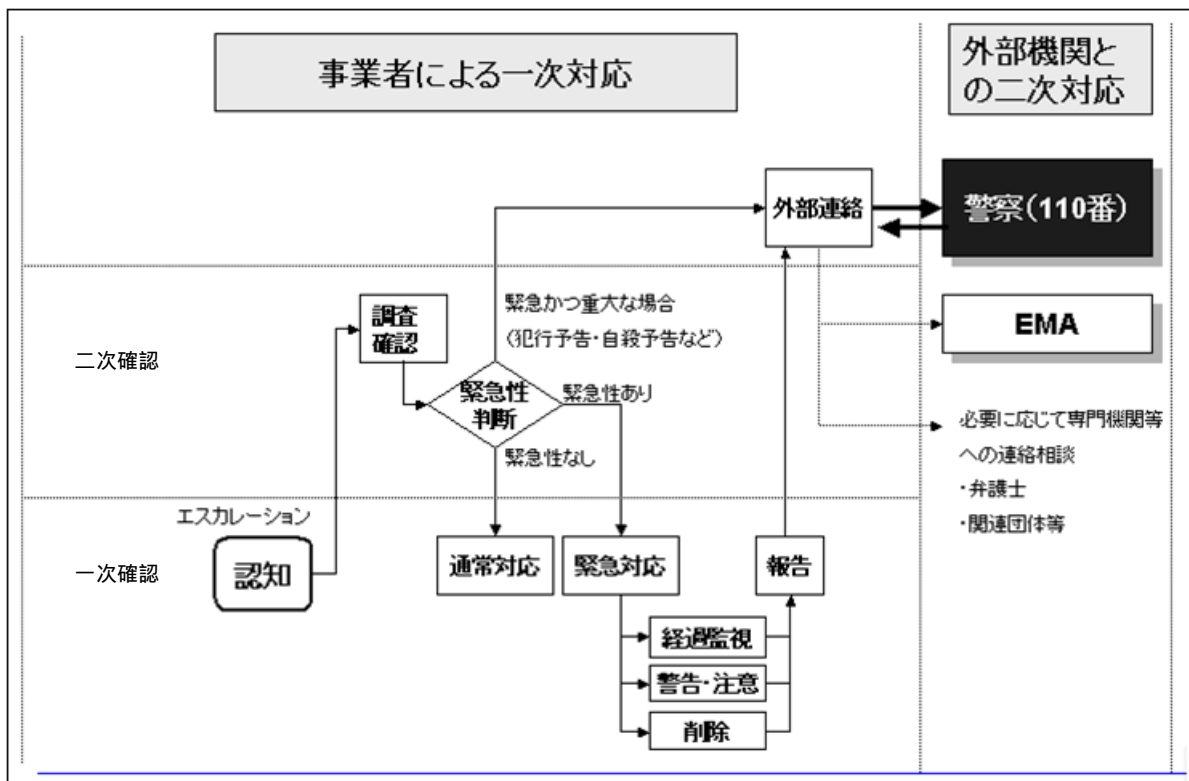 事業者による一次対応
外部機関と
の二次対応
外部連絡
警察(110番)
EMA
必要に応じて専門機関等
への連絡相談
・弁護士
・関連団体等
二次確認
調査
確認
緊急かつ重大な場合
(犯行予告・自殺予告など)
緊急性
判断
緊急性あり
緊急性なし
一次確認
エスカレーション
認知
通常対応
緊急対応
報告
経過監視
警告・注意
削除